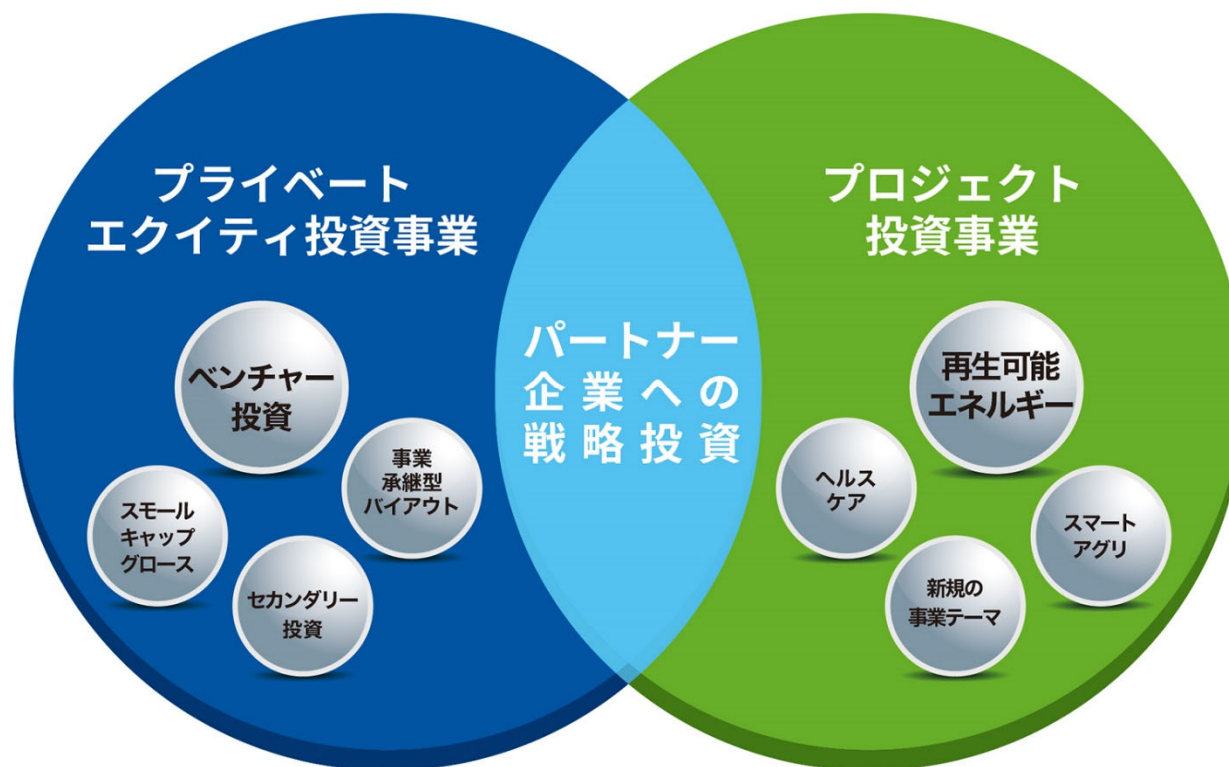 プライベート
エクイティ投資事業
ベンチャー
投資
事業
承継型
バイアウト
スモール
キャップ
グロース
セカンダリー
投資
パートナー
企業への
戦略投資
プロジェクト
投資事業
再生可能
エネルギー
ヘルス
ケア
スマート
アグリ
新規の
事業テーマ